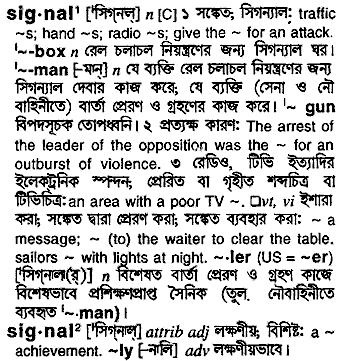 sig·nal¹ ['সিগ্‌ন্‌ল্] n [C] ১ সঙ্কেত; সিগন্যাল: traffic
~s; hand ~s; radio ~s; give the ~ for an attack.
'~-box n রেল চলাচল নিয়ন্ত্রণের জন্য সিগন্যাল ঘর।
'~-man [-মান্] n যে ব্যক্তি রেল চলাচল নিয়ন্ত্রণের জন্য
সিগন্যাল দেবার কাজ করে; যে ব্যক্তি (সেনা ও নৌ
বাহিনীতে) বার্তা প্রেরণ ও গ্রহণের কাজ করে। '~ gun
বিপদসূচক তোপধ্বনি। ২ প্রত্যক্ষ কারণ: The arrest of
the leader of the opposition was the ~ for an
outburst of violence. ৩ রেডিও, টিভি ইত্যাদির
ইলেকট্রনিক স্পন্দন; প্রেরিত বা গৃহীত শব্দচিত্র বা
টিভিচিত্র: an area with a poor TV ~. □vt, vi ইশারা
করা; সঙ্কেত দ্বারা প্রেরণ করা; সঙ্কেত ব্যবহার করা: ~ a
message; ~ (to) the waiter to clear the table.
sailors ~ with lights at night. ~·ler (US = ~er)
['সিগ্‌নালা(র্)] n বিশেষত বার্তা প্রেরণ ও গ্রহণ কাজে
বিশেষভাবে প্রশিক্ষণপ্রাপ্ত সৈনিক (তুল. নৌবাহিনীতে
ব্যবহৃত '~·man)।
sig·nal² ['সিগ্‌ন্‌ল্] attrib adj লক্ষণীয়; বিশিষ্ট: a ~
achievement. ~·ly [-নালি] adv লক্ষণীয়ভাবে।